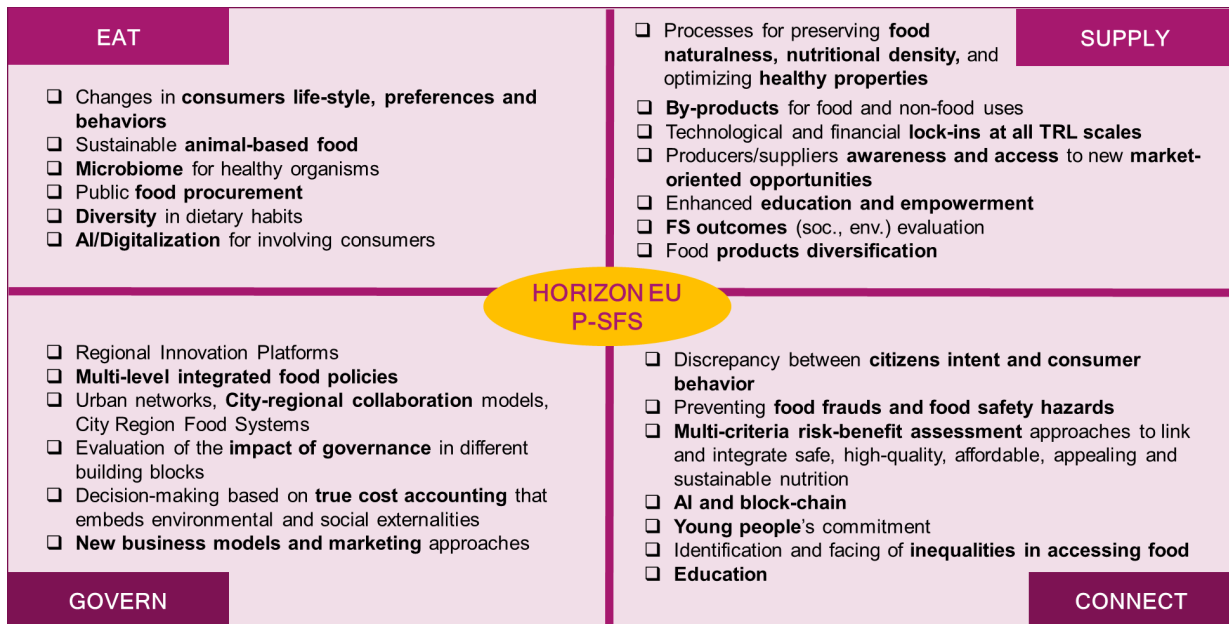 EAT
❑ Changes in consumers life-style, preferences and
behaviors
❑ Sustainable animal-based food
❑ Microbiome for healthy organisms
❑ Public food procurement
❑ Diversity in dietary habits
❑ AI/Digitalization for involving consumers
SUPPLY
❑ Processes for preserving food
naturalness, nutritional density, and
optimizing healthy properties
❑ By-products for food and non-food uses
❑ Technological and financial lock-ins at all TRL scales
❑ Producers/suppliers awareness and access to new market-
oriented opportunities
❑ Enhanced education and empowerment
❑ FS outcomes (soc., env.) evaluation
❑ Food products diversification
HORIZON EU
P-SFS
❑ Regional Innovation Platforms
❑ Multi-level integrated food policies
❑ Urban networks, City-regional collaboration models,
City Region Food Systems
❑ Evaluation of the impact of governance in different
building blocks
❑ Decision-making based on true cost accounting that
embeds environmental and social externalities
❑ New business models and marketing approaches
GOVERN
❑ Discrepancy between citizens intent and consumer
behavior
❑ Preventing food frauds and food safety hazards
❑ Multi-criteria risk-benefit assessment approaches to link
and integrate safe, high-quality, affordable, appealing and
sustainable nutrition
❑ AI and block-chain
❑ Young people's commitment
❑ Identification and facing of inequalities in accessing food
❑ Education
CONNECT